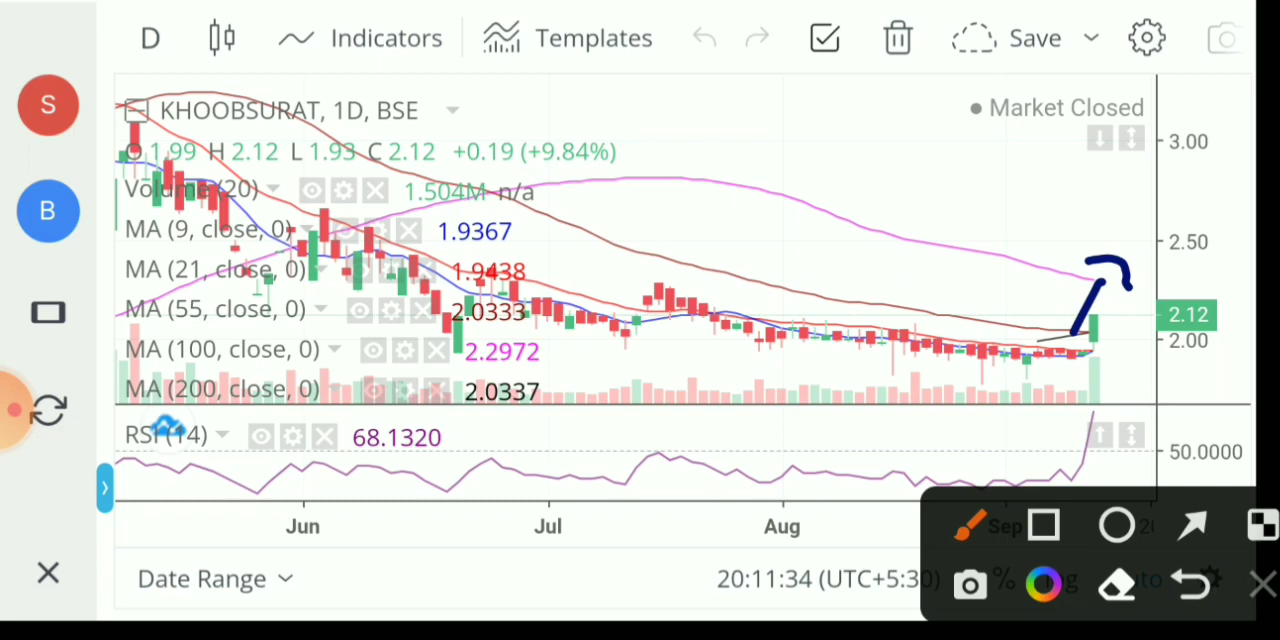 D Indicators Templates Save
S
KHOOBSURAT, 1D, BSE
Market Closed
3.00
O 1.99 H 2.12 L 1.93 C 2.12 +0.19 (+9.84%)
Volume (20) 1.504M n/a
B
MA (9, close, 0) 1.9367
2.50
MA (21, close, 0) 1.9438
MA (55, close, 0) 2.0333
2.12
2.00
MA (100, close, 0) 2.2972
MA (200, close, 0) 2.0337
RSI (14) 68.1320
50.0000
Jun Jul Aug Sep
Date Range 20:11:34 (UTC+5:30) %